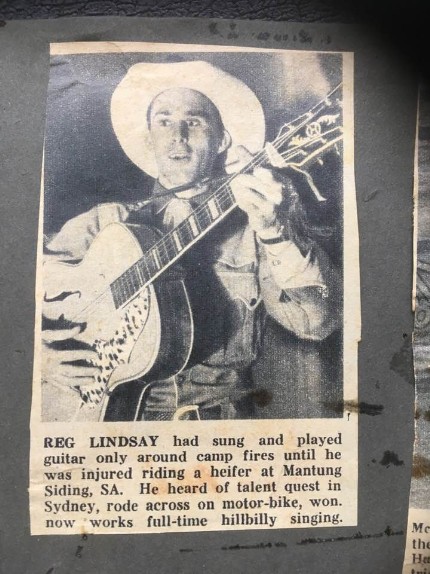 REG LINDSAY had sung and played
guitar only around camp fires until he
was injured riding a heifer at Mantung
Siding, SA. He heard of talent quest in
Sydney, rode across on motor-bike, won.
now works full-time hillbilly singing.
Mc
the